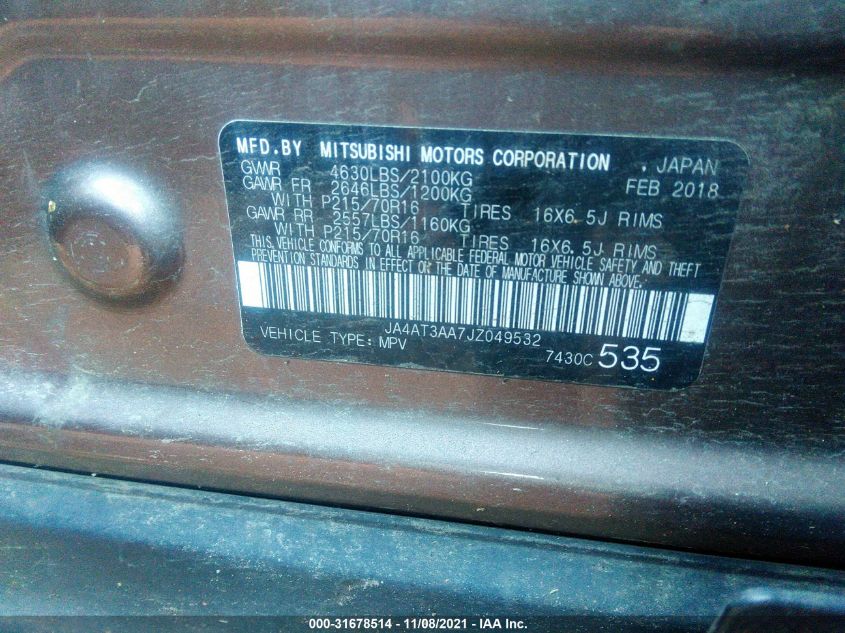 MFD.BY MITSUBISHI MOTORS CORPORATION , JAPAN
GVWR 4630LBS/2100KG FEB 2018
GAWR FR 2646LBS/1200KG
WITH P215/70R16 TIRES 16X6.5J RIMS
GAWR RR 2557LBS/1160KG
WITH P215/70R16 TIRES 16X6.5J RIMS
THIS VEHICLE CONFORMS TO ALL APPLICABLE FEDERAL MOTOR VEHICLE SAFETY AND THEFT
PREVENTION STANDARDS IN EFFECT ON THE DATE OF MANUFACTURE SHOWN ABOVE.
JA4AT3AA7JZ049532
VEHICLE TYPE: MPV 7430C 535
000-31678514 - 11/08/2021 - IAA Inc.